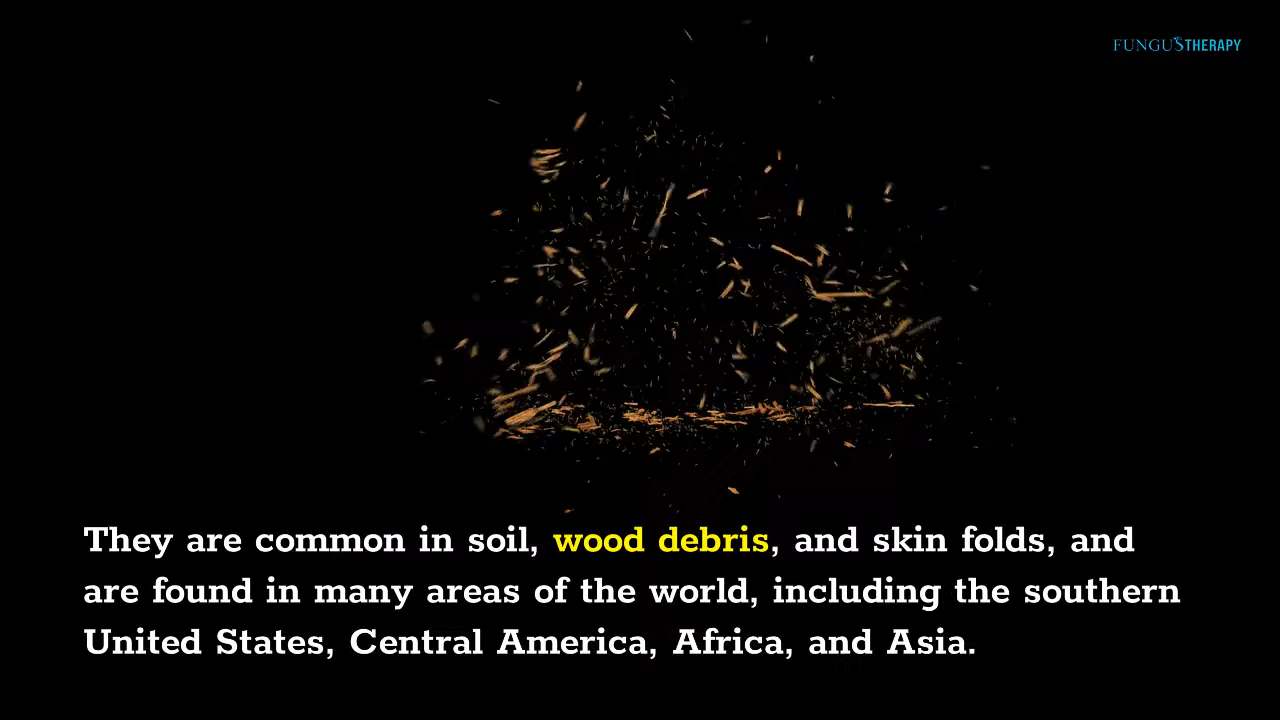 FUNGUSTHERAPY
They are common in soil, wood debris, and skin folds, and
are found in many areas of the world, including the southern
United States, Central America, Africa, and Asia.